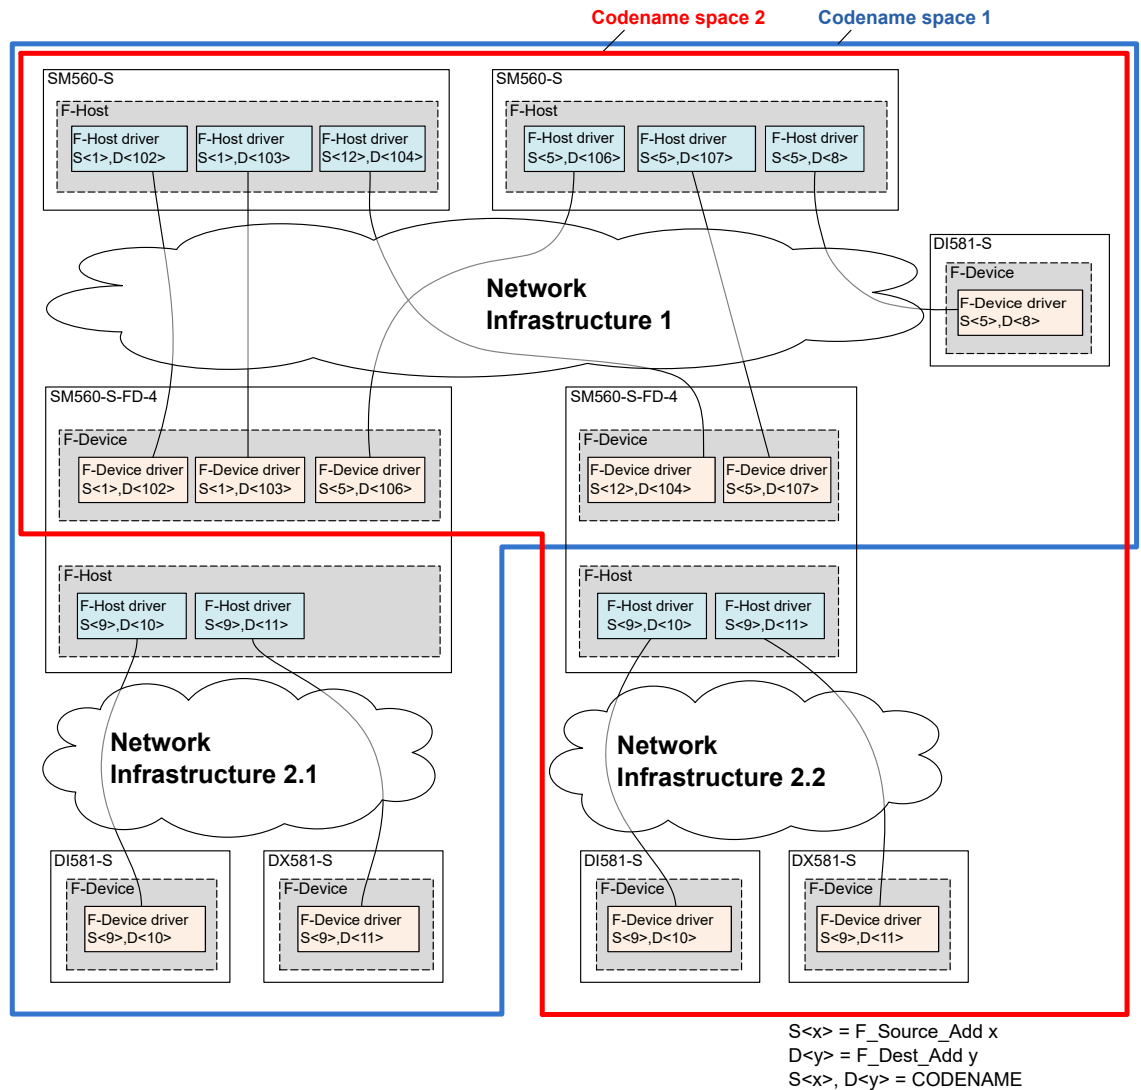 Codename space 2
Codename space 1
SM560-S
F-Host
F-Host driver
S<1>,D<102>
F-Host driver
S<1>,D<103>
F-Host driver
S<12>,D<104>
SM560-S
F-Host
F-Host driver
S<5>,D<106>
F-Host driver
S<5>,D<107>
F-Host driver
S<5>,D<8>
Network
Infrastructure 1
DI581-S
F-Device
F-Device driver
S<5>,D<8>
SM560-S-FD-4
F-Device
F-Device driver
S<1>,D<102>
F-Device driver
S<1>,D<103>
F-Device driver
S<5>,D<106>
F-Host
F-Host driver
S<9>,D<10>
F-Host driver
S<9>,D<11>
SM560-S-FD-4
F-Device
F-Device driver
S<12>,D<104>
F-Device driver
S<5>,D<107>
F-Host
F-Host driver
S<9>,D<10>
F-Host driver
S<9>,D<11>
Network
Infrastructure 2.1
Network
Infrastructure 2.2
DI581-S
F-Device
F-Device driver
S<9>,D<10>
DX581-S
F-Device
F-Device driver
S<9>,D<11>
DI581-S
F-Device
F-Device driver
S<9>,D<10>
DX581-S
F-Device
F-Device driver
S<9>,D<11>
S<x> = F_Source_Add x
D<y> = F_Dest_Add y
S<x>, D<y> = CODENAME